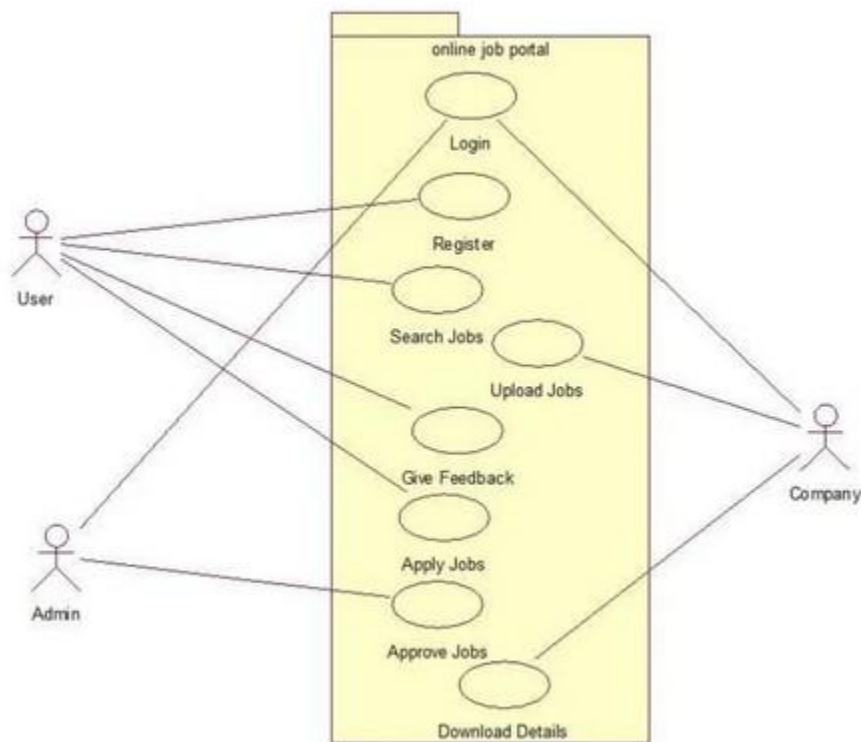 online job portal
Login
Register
User
Search Jobs
Upload Jobs
Give Feedback
Company
Apply Jobs
Admin
Approve Jobs
Download Details